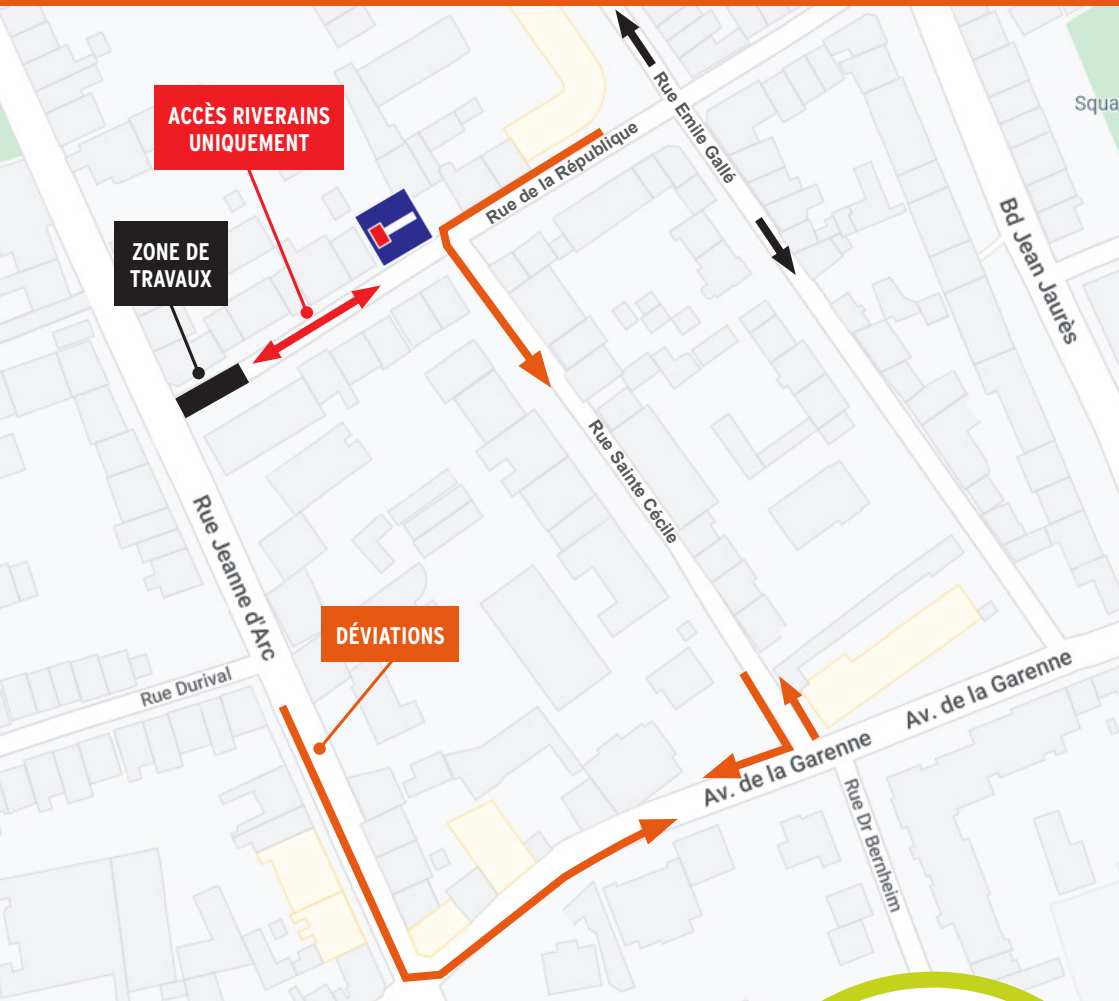 Squa
ACCÈS RIVERAINS
UNIQUEMENT
Rue Emile Gallé
Rue de la République
Bd Jean Jaurès
ZONE DE
TRAVAUX
Rue Sainte Cécile
Rue Jeanne d'Arc
DÉVIATIONS
Rue Durival
Av. de la Garenne
Av. de la Garenne
Rue Dr Bernheim